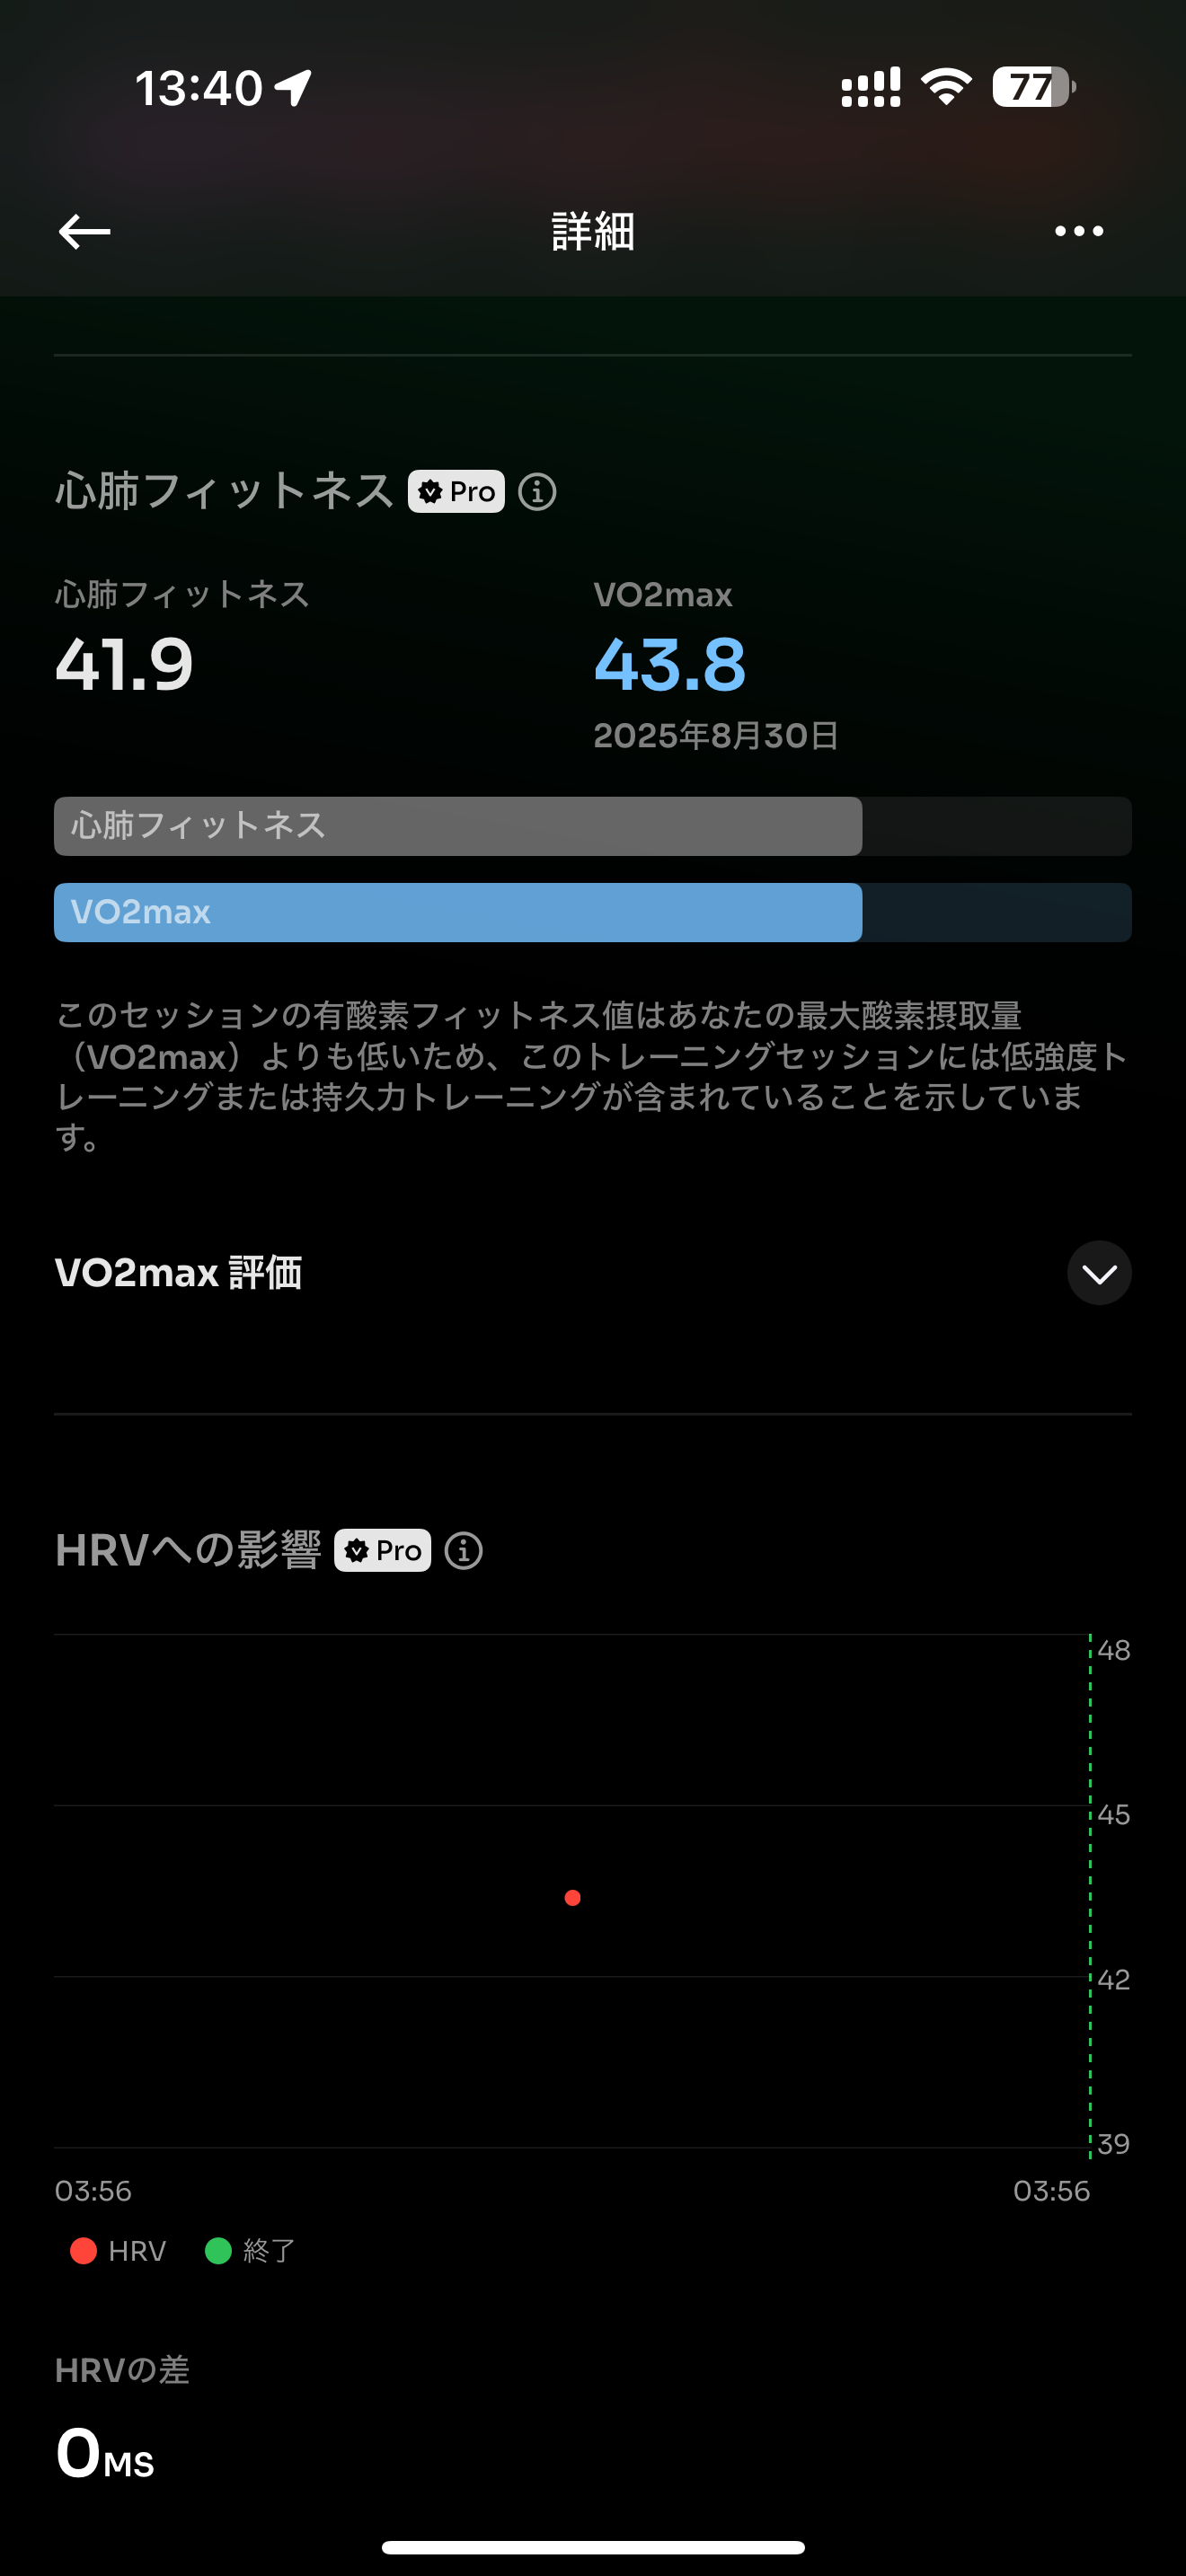 13:40
77
詳細
心肺フィットネス Pro
心肺フィットネス
41.9
VO2max
43.8
2025年8月30日
心肺フィットネス
VO2max
このセッションの有酸素フィットネス値はあなたの最大酸素摂取量
（VO2max）よりも低いため、このトレーニングセッションには低強度ト
レーニングまたは持久力トレーニングが含まれていることを示していま
す。
VO2max 評価
HRVへの影響 Pro
48
45
42
39
03:56 03:56
HRV 終了
HRVの差
0MS